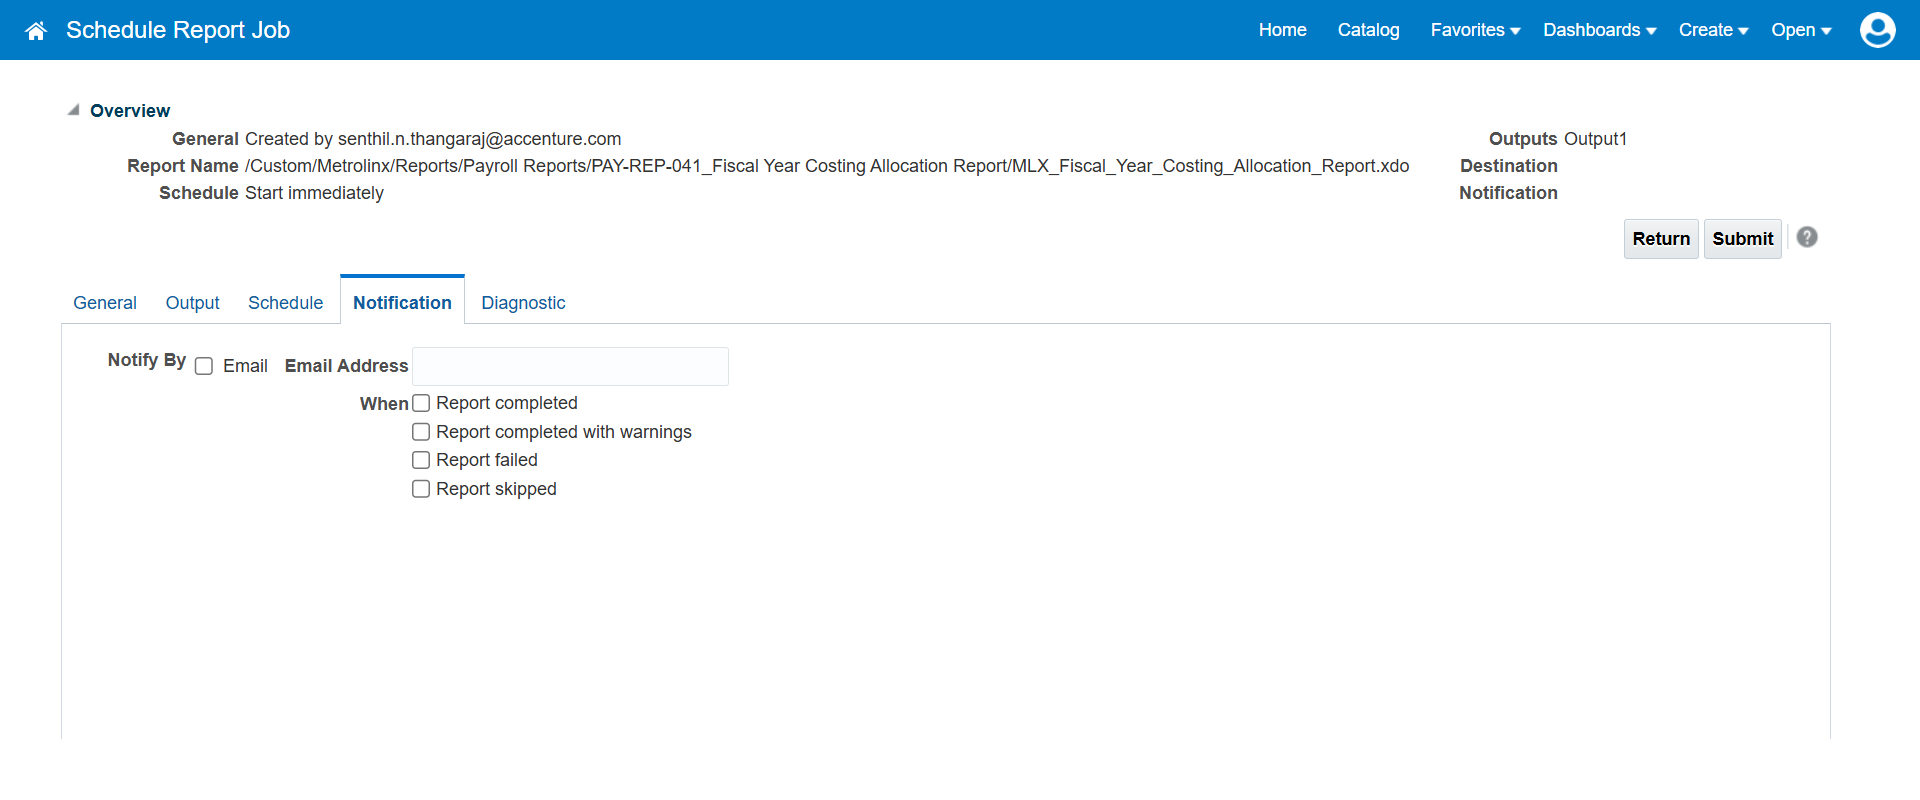 Schedule Report Job
Home Catalog Favorites Dashboards Create Open
Overview
General Created by senthil.n.thangaraj@accenture.com
Report Name /Custom/Metrolinx/Reports/Payroll Reports/PAY-REP-041_Fiscal Year Costing Allocation Report/MLX_Fiscal_Year_Costing_Allocation_Report.xdo
Schedule Start immediately
Outputs Output1
Destination
Notification
Return Submit ?
General Output Schedule Notification Diagnostic
Notify By Email Email Address
When Report completed
Report completed with warnings
Report failed
Report skipped